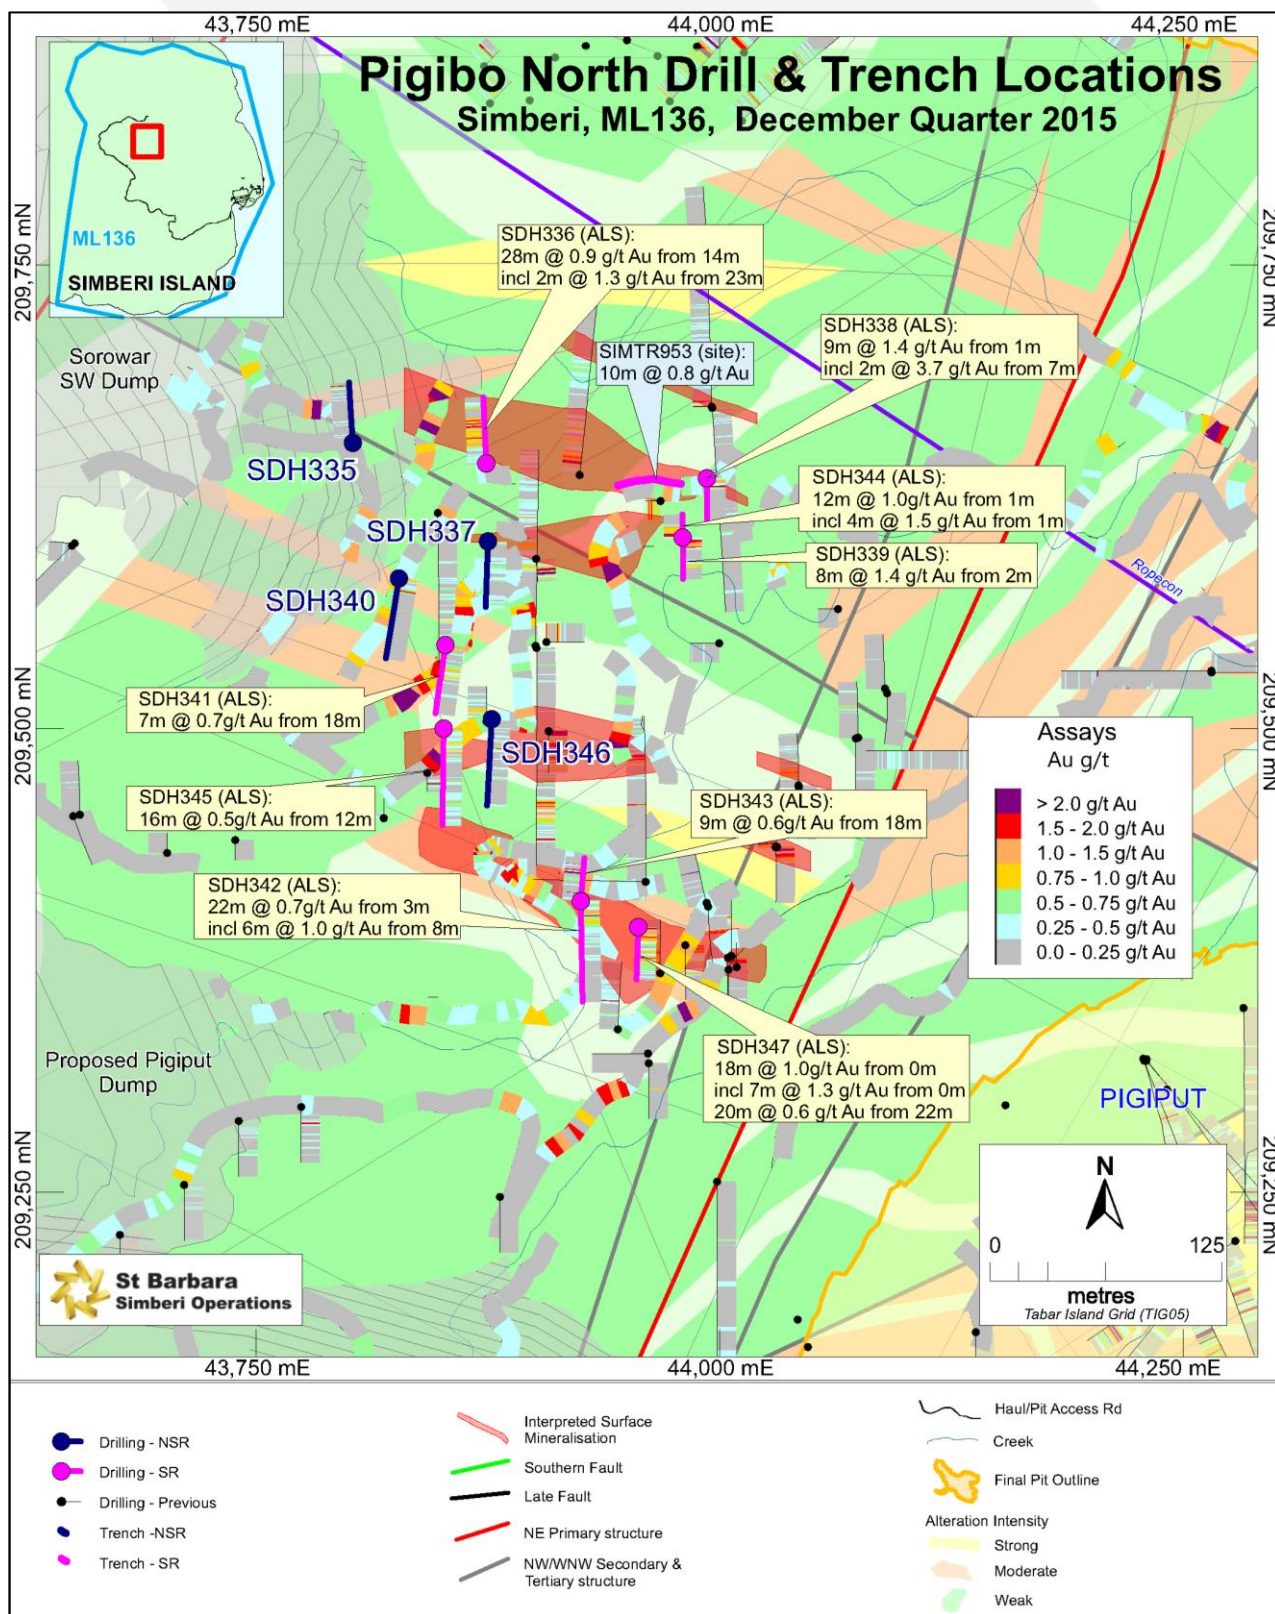 43,750 mE
44,000 mE
44,250 mE
Pigibo North Drill & Trench Locations
Simberi, ML136, December Quarter 2015
ML136
SIMBERI ISLAND
209,750 mN
209,750 mN
SDH336 (ALS):
28m @ 0.9 g/t Au from 14m
incl 2m @ 1.3 g/t Au from 23m
SDH338 (ALS):
9m @ 1.4 g/t Au from 1m
incl 2m @ 3.7 g/t Au from 7m
SIMTR953 (site):
10m @ 0.8 g/t Au
Sorowar
SW Dump
SDH335
SDH344 (ALS):
12m @ 1.0g/t Au from 1m
incl 4m @ 1.5 g/t Au from 1m
SDH337
SDH339 (ALS):
8m @ 1.4 g/t Au from 2m
Ropecon
SDH340
SDH341 (ALS):
7m @ 0.7g/t Au from 18m
209,500 mN
209,500 mN
SDH346
Assays
Au g/t
> 2.0 g/t Au
1.5 - 2.0 g/t Au
1.0 - 1.5 g/t Au
0.75 - 1.0 g/t Au
0.5 - 0.75 g/t Au
0.25 - 0.5 g/t Au
0.0 - 0.25 g/t Au
SDH345 (ALS):
16m @ 0.5g/t Au from 12m
SDH343 (ALS):
9m @ 0.6g/t Au from 18m
SDH342 (ALS):
22m @ 0.7g/t Au from 3m
incl 6m @ 1.0 g/t Au from 8m
SDH347 (ALS):
18m @ 1.0g/t Au from 0m
incl 7m @ 1.3 g/t Au from 0m
20m @ 0.6 g/t Au from 22m
Proposed Pigiput
Dump
PIGIPUT
209,250 mN
209,250 mN
N
0
125
metres
Tabar Island Grid (TIG05)
St Barbara
Simberi Operations
43,750 mE
44,000 mE
44,250 mE
Drilling - NSR
Drilling - SR
Drilling - Previous
Trench -NSR
Trench - SR
Interpreted Surface
Mineralisation
Southern Fault
Late Fault
NE Primary structure
NW/WNW Secondary &
Tertiary structure
Haul/Pit Access Rd
Creek
Final Pit Outline
Alteration Intensity
Strong
Moderate
Weak